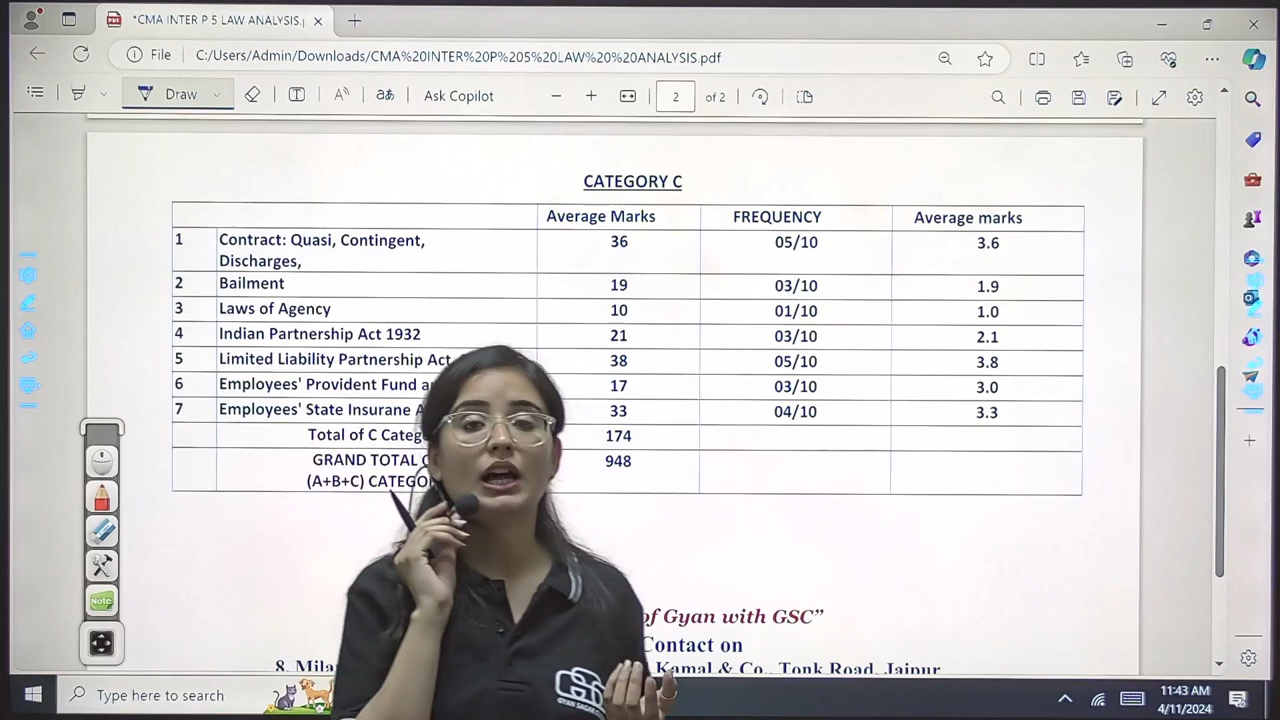 *CMA INTER P 5 LAW ANALYSIS.p
File C:/Users/Admin/Downloads/CMA%20INTER%20P%205%20LAW%20%20ANALYSIS.pdf
Draw Ask Copilot 2 of 2
CATEGORY C
Average Marks FREQUENCY Average marks
1 Contract: Quasi, Contingent, 36 05/10 3.6
Discharges,
2 Bailment 19 03/10 1.9
3 Laws of Agency 10 01/10 1.0
4 Indian Partnership Act 1932 21 03/10 2.1
5 Limited Liability Partnership Act 38 05/10 3.8
6 Employees' Provident Fund 17 03/10 3.0
7 Employees' State Insurane 33 04/10 3.3
Total of C 174
GRAND TOTAL 948
(A+B+C)
of Gyan with GSC”
Contact on
8, Kamal & Co., Tonk Road, Jaipur
Note
GYAN
Type here to search
11:43 AM
4/11/2024